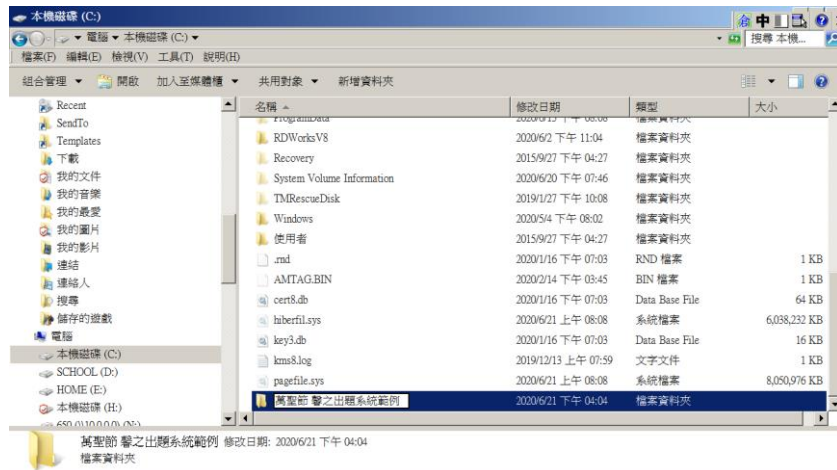 本機磁碟 (C:)
倉 中
電腦 ▾ 本機磁碟 (C:) ▾
搜尋 本機...
檔案(F) 編輯(E) 檢視(V) 工具(T) 說明(H)
組合管理 ▾ 開啟 加入至媒體櫃 ▾ 共用對象 ▾ 新增資料夾
名稱 修改日期 類型 大小
Recent
SendTo
Templates
下載
我的文件
我的音樂
我的最愛
我的圖片
我的影片
連結
連絡人
搜尋
儲存的遊戲
電腦
本機磁碟 (C:)
SCHOOL (D:)
HOME (E:)
本機磁碟 (H:)
ProgramData 檔案資料夾
RDWorksV8 2020/6/2 下午 11:04 檔案資料夾
Recovery 2015/9/27 下午 04:27 檔案資料夾
System Volume Information 2020/6/20 下午 07:46 檔案資料夾
TMRescueDisk 2019/1/27 下午 10:08 檔案資料夾
Windows 2020/5/4 下午 08:02 檔案資料夾
使用者 2015/9/27 下午 04:27 檔案資料夾
.rnd 2020/1/16 下午 07:03 RND 檔案 1 KB
AMTAG.BIN 2020/2/14 下午 03:45 BIN 檔案 1 KB
cert8.db 2020/1/16 下午 07:03 Data Base File 64 KB
hiberfil.sys 2020/6/21 上午 08:08 系統檔案 6,038,232 KB
key3.db 2020/1/16 下午 07:03 Data Base File 16 KB
kms8.log 2019/12/13 上午 07:59 文字文件 1 KB
pagefile.sys 2020/6/21 上午 08:08 系統檔案 8,050,976 KB
萬聖節 馨之出題系統範例 2020/6/21 下午 04:04 檔案資料夾
萬聖節 馨之出題系統範例 修改日期: 2020/6/21 下午 04:04
檔案資料夾